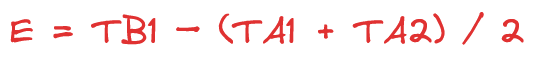 E = TB1 - (TA1 + TA2) / 2